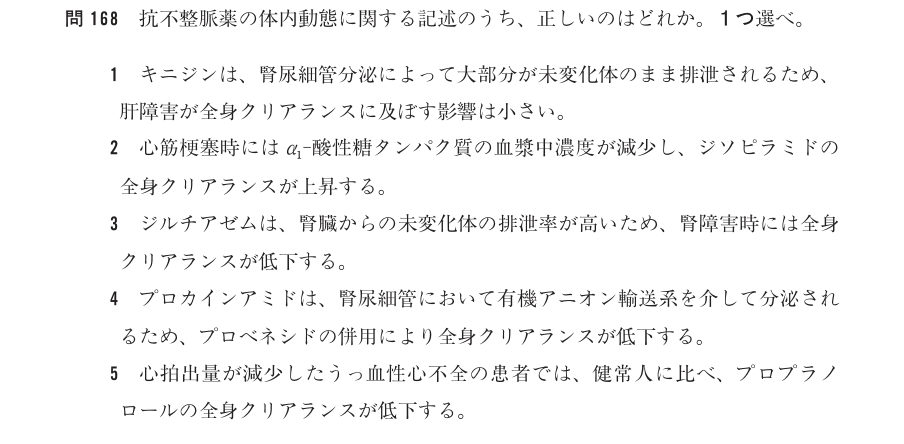 問168 抗不整脈薬の体内動態に関する記述のうち、正しいのはどれか。1つ選べ。
1 キニジンは、腎尿細管分泌によって大部分が未変化体のまま排泄されるため、
肝障害が全身クリアランスに及ぼす影響は小さい。
2 心筋梗塞時にはα1-酸性糖タンパク質の血漿中濃度が減少し、ジソピラミドの
全身クリアランスが上昇する。
3 ジルチアゼムは、腎臓からの未変化体の排泄率が高いため、腎障害時には全身
クリアランスが低下する。
4 プロカインアミドは、腎尿細管において有機アニオン輸送系を介して分泌され
るため、プロベネシドの併用により全身クリアランスが低下する。
5 心拍出量が減少したうっ血性心不全の患者では、健常人に比べ、プロプラノ
ロールの全身クリアランスが低下する。